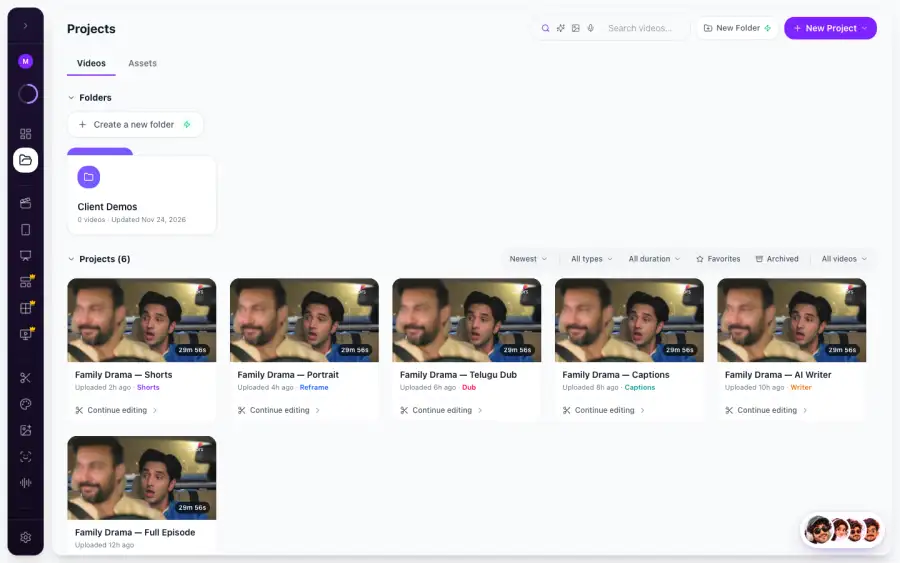 Projects
Search videos...
New Folder
+ New Project
M
Videos
Assets
Folders
+ Create a new folder
Client Demos
0 videos · Updated Nov 24, 2026
Projects (6)
Newest
All types
All duration
Favorites
Archived
All videos
29m 56s
29m 56s
29m 56s
29m 56s
29m 56s
Family Drama — Shorts
Family Drama — Portrait
Family Drama — Telugu Dub
Family Drama — Captions
Family Drama — AI Writer
Uploaded 2h ago · Shorts
Uploaded 4h ago · Reframe
Uploaded 6h ago · Dub
Uploaded 8h ago · Captions
Uploaded 10h ago · Writer
Continue editing
Continue editing
Continue editing
Continue editing
Continue editing
29m 56s
Family Drama — Full Episode
Uploaded 12h ago